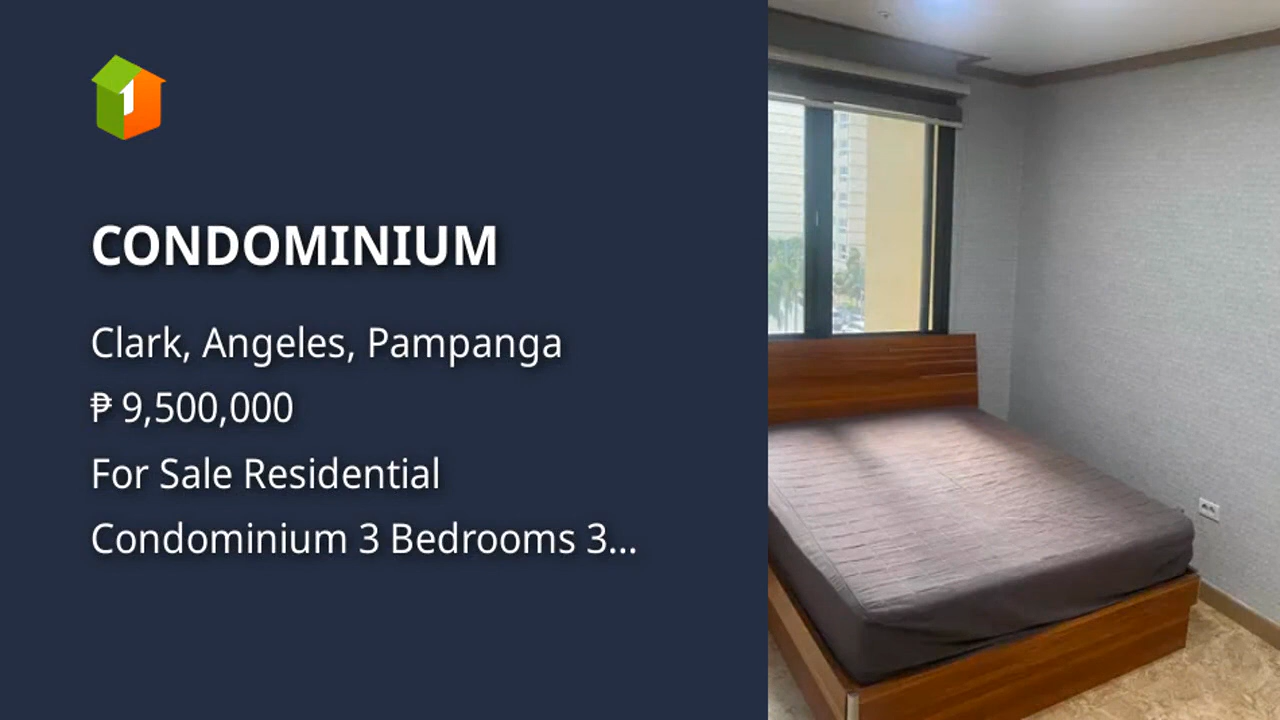 CONDOMINIUM
Clark, Angeles, Pampanga
₱ 9,500,000
For Sale Residential
Condominium 3 Bedrooms 3...